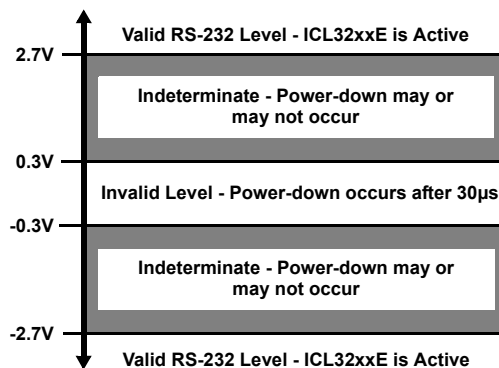 Valid RS-232 Level - ICL32xxE is Active
2.7V
Indeterminate - Power-down may or
may not occur
0.3V
Invalid Level - Power-down occurs after 30µs
-0.3V
Indeterminate - Power-down may or
may not occur
-2.7V
Valid RS-232 Level - ICL32xxE is Active